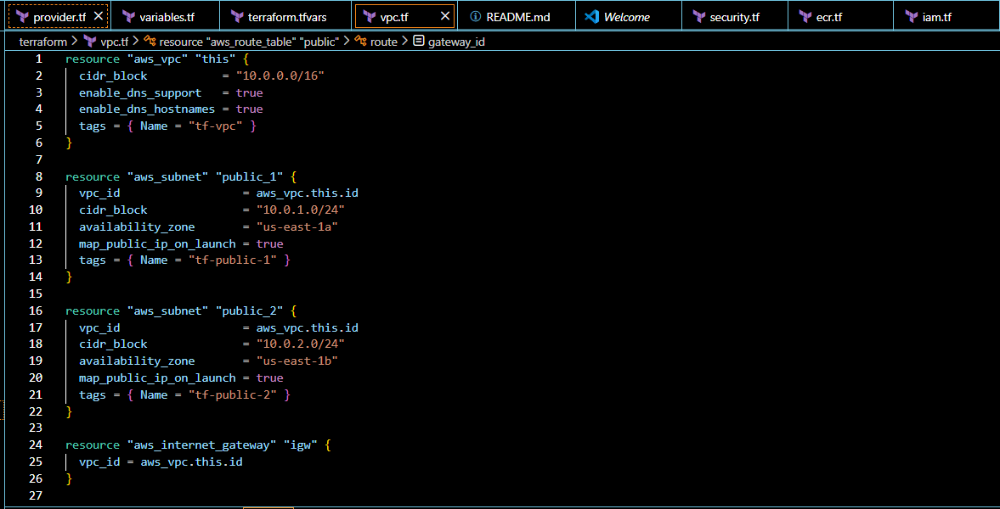 provider.tf variables.tf terraform.tfvars vpc.tf README.md Welcome security.tf ecr.tf iam.tf
terraform > vpc.tf > resource "aws_route_table" "public" > route > gateway_id
1 resource "aws_vpc" "this" {
2   cidr_block           = "10.0.0.0/16"
3   enable_dns_support   = true
4   enable_dns_hostnames = true
5   tags = { Name = "tf-vpc" }
6 }
7
8 resource "aws_subnet" "public_1" {
9   vpc_id                  = aws_vpc.this.id
10   cidr_block              = "10.0.1.0/24"
11   availability_zone       = "us-east-1a"
12   map_public_ip_on_launch = true
13   tags = { Name = "tf-public-1" }
14 }
15
16 resource "aws_subnet" "public_2" {
17   vpc_id                  = aws_vpc.this.id
18   cidr_block              = "10.0.2.0/24"
19   availability_zone       = "us-east-1b"
20   map_public_ip_on_launch = true
21   tags = { Name = "tf-public-2" }
22 }
23
24 resource "aws_internet_gateway" "igw" {
25   vpc_id = aws_vpc.this.id
26 }
27